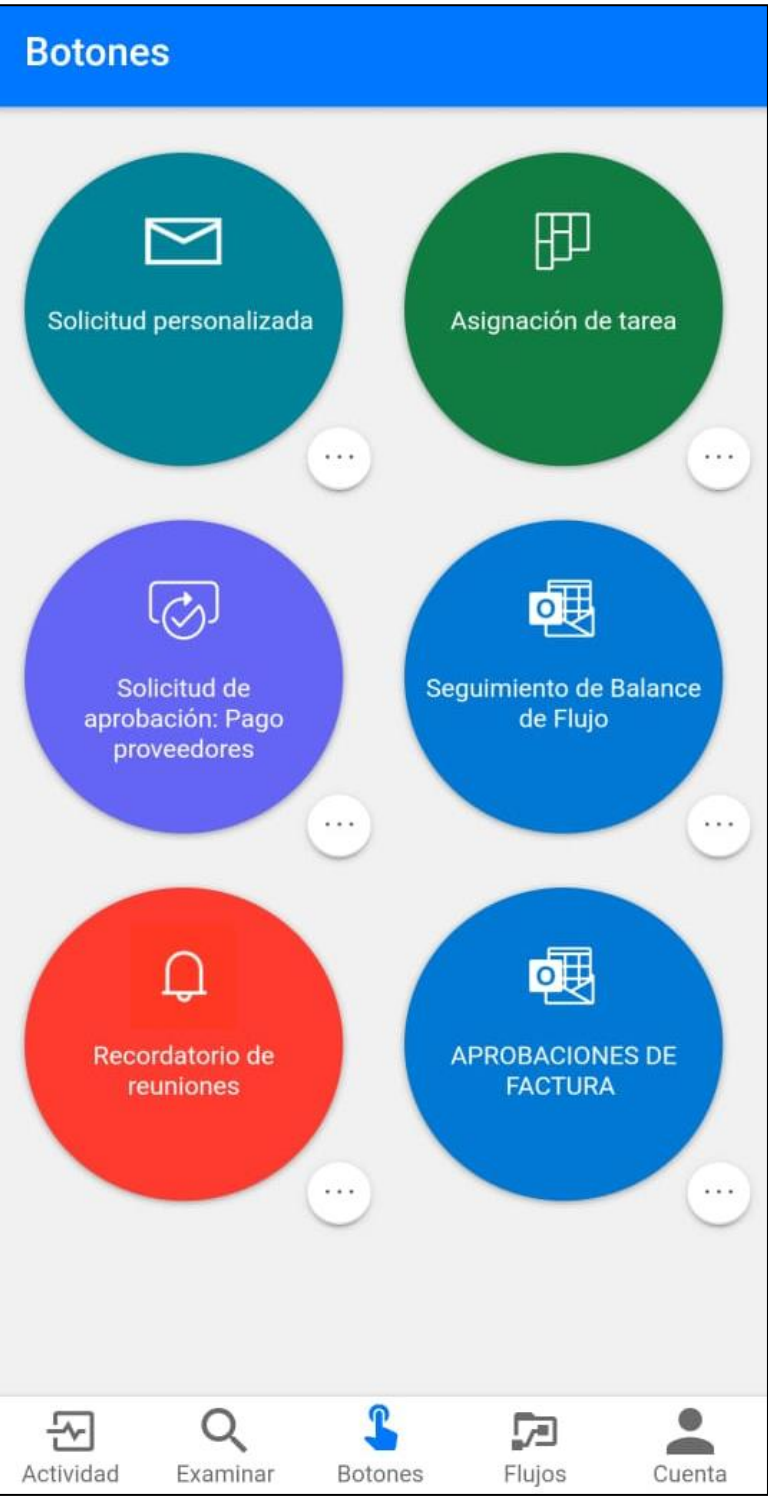 Botones
Solicitud personalizada
Asignación de tarea
Solicitud de
aprobación: Pago
proveedores
Seguimiento de Balance
de Flujo
Recordatorio de
reuniones
APROBACIONES DE
FACTURA
Actividad
Examinar
Botones
Flujos
Cuenta